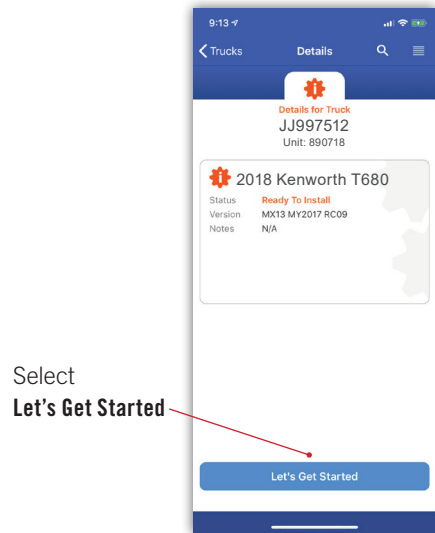 9:13
Trucks
Details
Details for Truck
JJ997512
Unit: 890718
2018 Kenworth T680
Status Ready To Install
Version MX13 MY2017 RC09
Notes N/A
Select
Let's Get Started
Let's Get Started